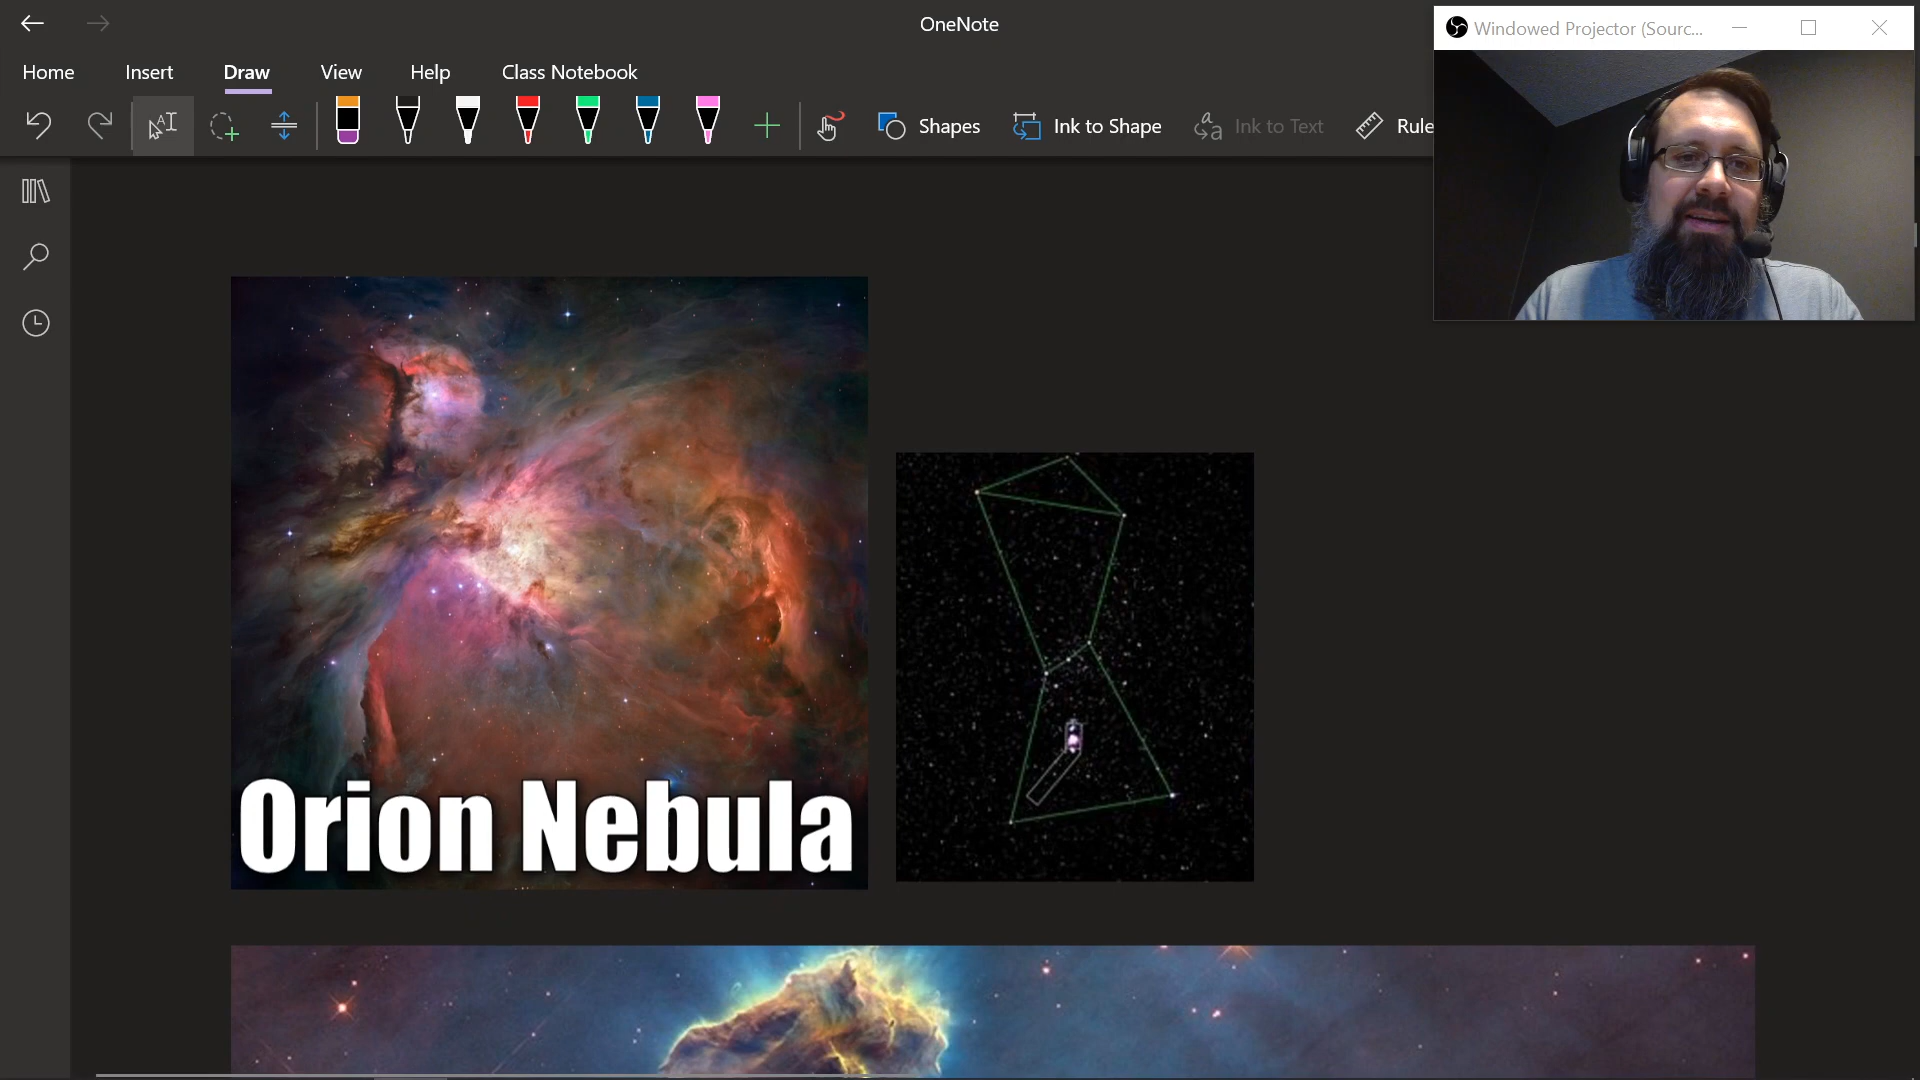 OneNote
Windowed Projector (Sourc...
Home Insert Draw View Help Class Notebook
Shapes Ink to Shape Ink to Text Rule
Orion Nebula